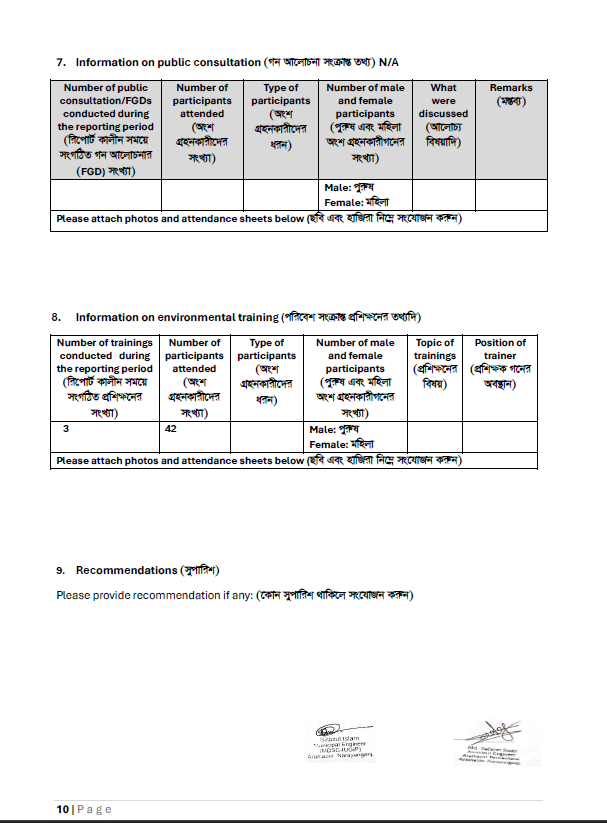 7. Information on public consultation (গন আলোচনা সংক্রান্ত তথ্য) N/A
Number of public consultation/FGDs conducted during the reporting period (রিপোর্ট কালীন সময়ে সংগঠিত গন আলোচনার (FGD) সংখ্যা)
Number of participants attended (অংশ গ্রহনকারীদের সংখ্যা)
Type of participants (অংশ গ্রহনকারীদের ধরন)
Number of male and female participants (পুরুষ এবং মহিলা অংশ গ্রহনকারীগনের সংখ্যা)
What were discussed (আলোচ্য বিষয়াদি)
Remarks (মন্তব্য)
Male: পুরুষ
Female: মহিলা
Please attach photos and attendance sheets below (ছবি এবং হাজিরা নিম্নে সংযোজন করুন)
8. Information on environmental training (পরিবেশ সংক্রান্ত প্রশিক্ষনের তথ্যদি)
Number of trainings conducted during the reporting period (রিপোর্ট কালীন সময়ে সংগঠিত প্রশিক্ষনের সংখ্যা)
Number of participants attended (অংশ গ্রহনকারীদের সংখ্যা)
Type of participants (অংশ গ্রহনকারীদের ধরন)
Number of male and female participants (পুরুষ এবং মহিলা অংশ গ্রহনকারীগনের সংখ্যা)
Topic of trainings (প্রশিক্ষনের বিষয়)
Position of trainer (প্রশিক্ষক গনের অবস্থান)
3
42
Male: পুরুষ
Female: মহিলা
Please attach photos and attendance sheets below (ছবি এবং হাজিরা নিম্নে সংযোজন করুন)
9. Recommendations (সুপারিশ)
Please provide recommendation if any: (কোন সুপারিশ থাকিলে সংযোজন করুন)
Islam
Municipal Engineer
(MDSC-IUGIP)
Narayanganj
Md.
Assistant Engineer
10 | Page